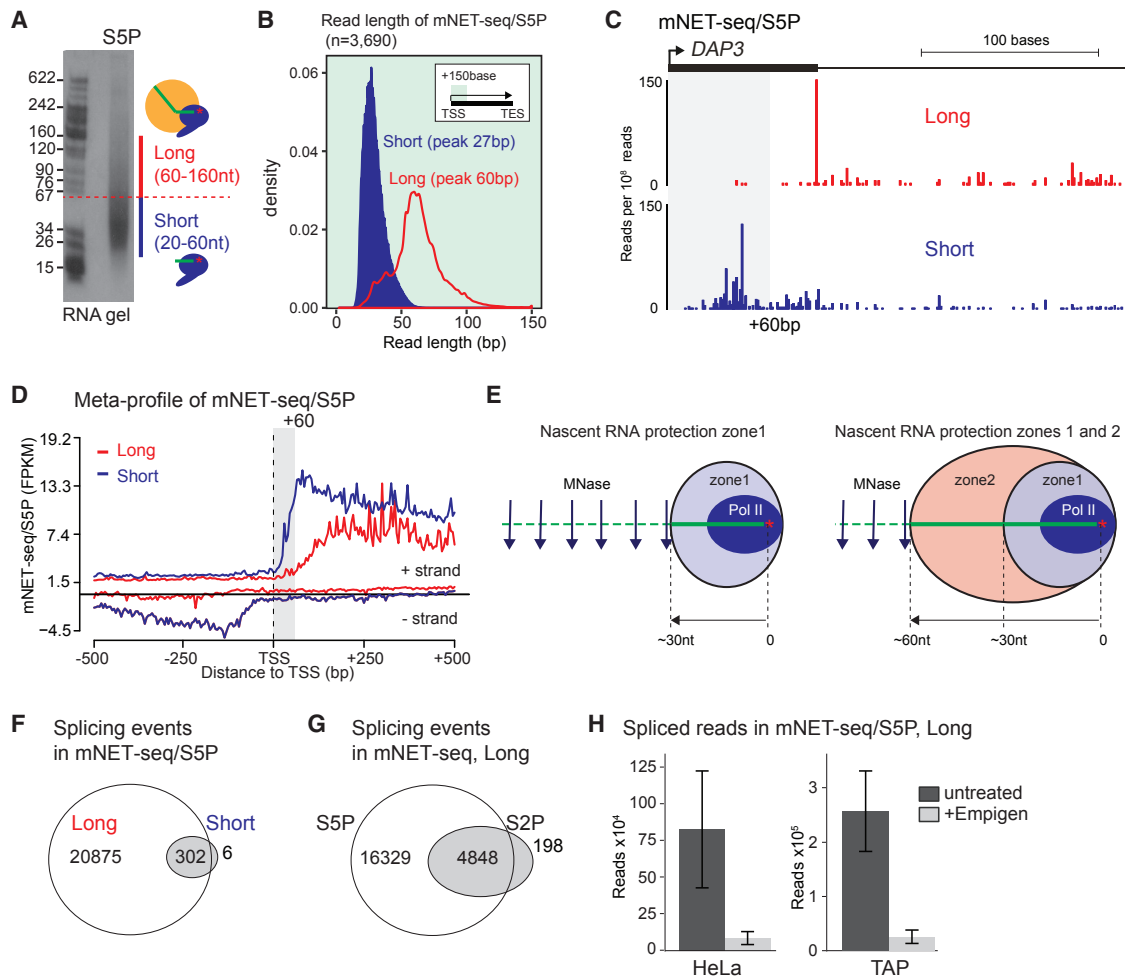 A
S5P
622
242
160
120
90
76
67
34
26
15
Long
(60-160nt)
Short
(20-60nt)
RNA gel
B
Read length of mNET-seq/S5P
(n=3,690)
0.06
0.04
0.02
0.00
density
+150base
TSS
TES
Short (peak 27bp)
Long (peak 60bp)
0
50
100
150
Read length (bp)
C
mNET-seq/S5P
DAP3
100 bases
150
0
Long
Reads per 10⁸ reads
150
0
Short
+60bp
D
Meta-profile of mNET-seq/S5P
+60
19.2
13.3
7.4
1.5
−4.5
mNET-seq/S5P (FPKM)
Long
Short
+ strand
- strand
-500
-250
TSS
+250
+500
Distance to TSS (bp)
E
Nascent RNA protection zone1
MNase
zone1
Pol II
*
~30nt
0
Nascent RNA protection zones 1 and 2
MNase
zone2
zone1
Pol II
*
~60nt
~30nt
0
F
Splicing events
in mNET-seq/S5P
Long
Short
20875
302
6
G
Splicing events
in mNET-seq, Long
S5P
S2P
16329
4848
198
H
Spliced reads in mNET-seq/S5P, Long
Reads x10⁴
125
100
75
50
25
0
HeLa
Reads x10⁵
3
2
1
0
TAP
untreated
+Empigen